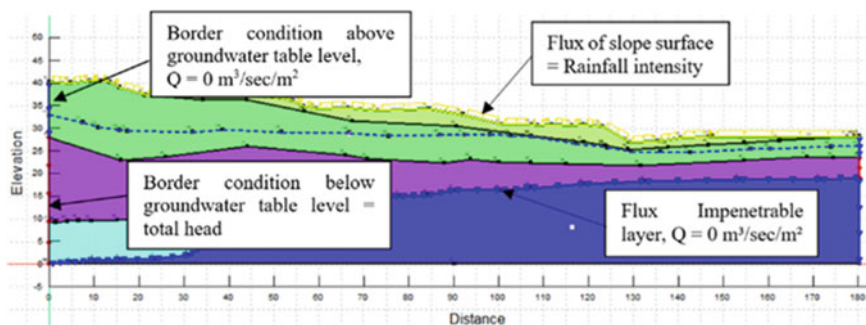 Border condition above
groundwater table level,
Q = 0 m³/sec/m²
Flux of slope surface
= Rainfall intensity
Border condition below
groundwater table level =
total head
Flux Impenetrable
layer, Q = 0 m³/sec/m²
Elevation
50
45
40
35
30
25
20
15
10
5
0
-5
0 10 20 30 40 50 60 70 80 90 100 110 120 130 140 150 160 170 180
Distance